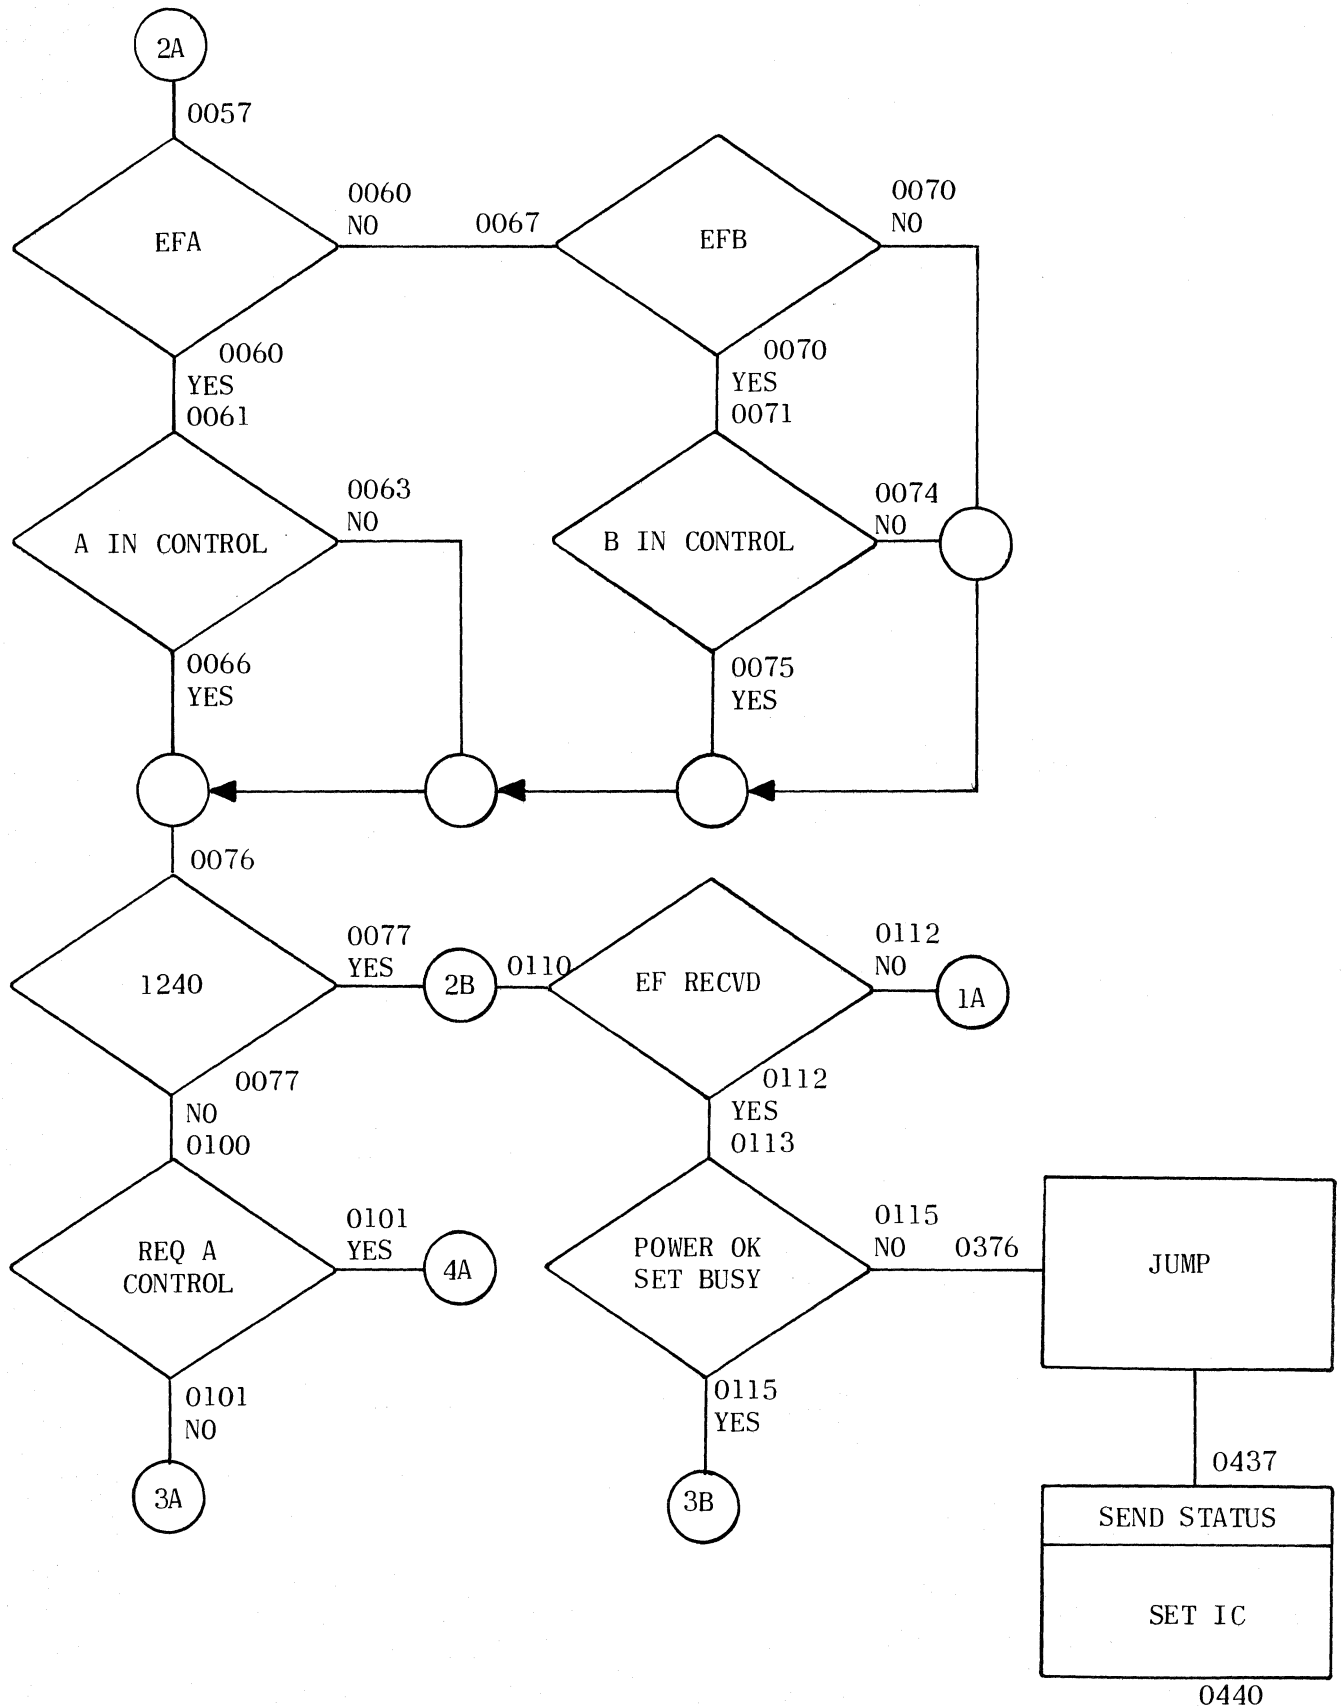 2A
0057
EFA
0060
NO
0067
EFB
0070
NO
0060
YES
0061
0070
YES
0071
A IN CONTROL
0063
NO
B IN CONTROL
0074
NO
0066
YES
0075
YES
0076
1240
0077
YES
2B
0110
EF RECVD
0112
NO
1A
0077
NO
0100
0112
YES
0113
REQ A
CONTROL
0101
YES
4A
POWER OK
SET BUSY
0115
NO 0376
JUMP
0101
NO
3A
0115
YES
3B
0437
SEND STATUS
SET IC
0440